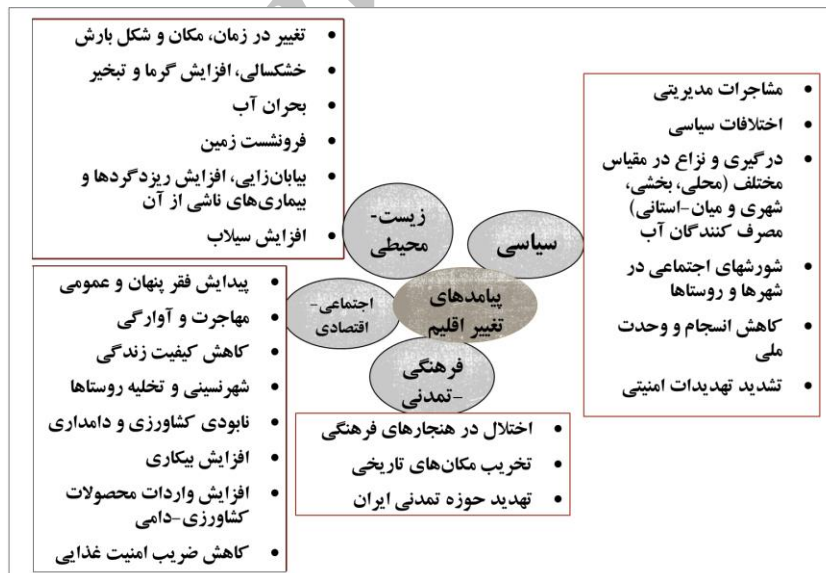 تغییر در زمان، مکان و شکل بارش
خشکسالی، افزایش گرما و تبخیر
بحران آب
فرونشست زمین
بیابان‌زایی، افزایش ریزدگردها و
بیماری‌های ناشی از آن
افزایش سیلاب
مشاجرات مدیریتی
اختلافات سیاسی
درگیری و نزاع در مقیاس
مختلف (محلی، بخشی،
شهری و میان-استانی)
مصرف کنندگان آب
شورشهای اجتماعی در
شهرها و روستاها
کاهش انسجام و وحدت
ملی
تشدید تهدیدات امنیتی
زیست-
محیطی
سیاسی
پیامدهای
تغییر اقلیم
اجتماعی-
اقتصادی
فرهنگی
-تمدنی
پیدایش فقر پنهان و عمومی
مهاجرت و آوارگی
کاهش کیفیت زندگی
شهرنسینی و تخلیه روستاها
نابودی کشاورزی و دامداری
افزایش بیکاری
افزایش واردات محصولات
کشاورزی-دامی
کاهش ضریب امنیت غذایی
اختلال در هنجارهای فرهنگی
تخریب مکان‌های تاریخی
تهدید حوزه تمدنی ایران